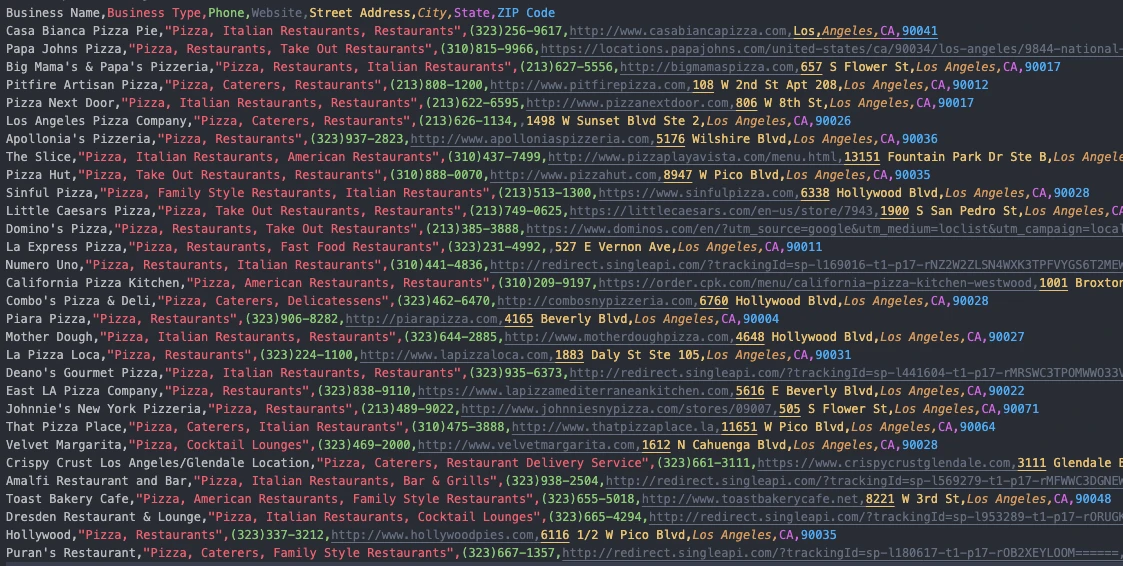 Business Name,Business Type,Phone,Website,Street Address,City,State,ZIP Code
Casa Bianca Pizza Pie,"Pizza, Italian Restaurants, Restaurants",(323)256-9617,http://www.casabiancapizza.com,Los,Angeles,CA,90041
Papa Johns Pizza,"Pizza, Restaurants, Take Out Restaurants",(310)815-9966,https://locations.papajohns.com/united-states/ca/90034/los-angeles/9844-national-
Big Mama's & Papa's Pizzeria,"Pizza, Restaurants, Italian Restaurants",(213)627-5556,http://bigmamaspizza.com,657 S Flower St,Los Angeles,CA,90017
Pitfire Artisan Pizza,"Pizza, Caterers, Restaurants",(213)808-1200,http://www.pitfirepizza.com,108 W 2nd St Apt 208,Los Angeles,CA,90012
Pizza Next Door,"Pizza, Italian Restaurants, Restaurants",(213)622-6595,http://www.pizzanextdoor.com,806 W 8th St,Los Angeles,CA,90017
Los Angeles Pizza Company,"Pizza, Caterers, Restaurants",(213)626-1134,,1498 W Sunset Blvd Ste 2,Los Angeles,CA,90026
Apollonia's Pizzeria,"Pizza, Restaurants",(323)937-2823,http://www.apolloniaspizzeria.com,5176 Wilshire Blvd,Los Angeles,CA,90036
The Slice,"Pizza, Italian Restaurants, American Restaurants",(310)437-7499,http://www.pizzaplayavista.com/menu.html,13151 Fountain Park Dr Ste B,Los Angele
Pizza Hut,"Pizza, Take Out Restaurants, Restaurants",(310)888-0070,http://www.pizzahut.com,8947 W Pico Blvd,Los Angeles,CA,90035
Sinful Pizza,"Pizza, Family Style Restaurants, Italian Restaurants",(213)513-1300,https://www.sinfulpizza.com,6338 Hollywood Blvd,Los Angeles,CA,90028
Little Caesars Pizza,"Pizza, Take Out Restaurants, Restaurants",(213)749-0625,https://littlecaesars.com/en-us/store/7943,1900 S San Pedro St,Los Angeles,CA
Domino's Pizza,"Pizza, Restaurants, Take Out Restaurants",(213)385-3888,https://www.dominos.com/en/?utm_source=google&utm_medium=loclist&utm_campaign=local
La Express Pizza,"Pizza, Restaurants, Fast Food Restaurants",(323)231-4992,,527 E Vernon Ave,Los Angeles,CA,90011
Numero Uno,"Pizza, Restaurants, Italian Restaurants",(310)441-4836,http://redirect.singleapi.com/?trackingId=sp-l169016-t1-p17-rNZ2W2ZLSN4WXK3TPFVYGS6T2MEW
California Pizza Kitchen,"Pizza, American Restaurants, Restaurants",(310)209-9197,https://order.cpk.com/menu/california-pizza-kitchen-westwood,1001 Broxton
Combo's Pizza & Deli,"Pizza, Caterers, Delicatessens",(323)462-6470,http://combosnypizzeria.com,6760 Hollywood Blvd,Los Angeles,CA,90028
Piara Pizza,"Pizza, Restaurants",(323)906-8282,http://piarapizza.com,4165 Beverly Blvd,Los Angeles,CA,90004
Mother Dough,"Pizza, Italian Restaurants, Restaurants",(323)644-2885,http://www.motherdoughpizza.com,4648 Hollywood Blvd,Los Angeles,CA,90027
La Pizza Loca,"Pizza, Restaurants",(323)224-1100,http://www.lapizzaloca.com,1883 Daly St Ste 105,Los Angeles,CA,90031
Deano's Gourmet Pizza,"Pizza, Italian Restaurants, Restaurants",(323)935-6373,http://redirect.singleapi.com/?trackingId=sp-l441604-t1-p17-rMRSWC3TPOMWWO33V
East LA Pizza Company,"Pizza, Restaurants",(323)838-9110,https://www.lapizzamediterraneankitchen.com,5616 E Beverly Blvd,Los Angeles,CA,90022
Johnnie's New York Pizzeria,"Pizza, Restaurants",(213)489-9022,http://www.johnniesnypizza.com/stores/09007,505 S Flower St,Los Angeles,CA,90071
That Pizza Place,"Pizza, Caterers, Italian Restaurants",(310)475-3888,http://www.thatpizzaplace.la,11651 W Pico Blvd,Los Angeles,CA,90064
Velvet Margarita,"Pizza, Cocktail Lounges",(323)469-2000,http://www.velvetmargarita.com,1612 N Cahuenga Blvd,Los Angeles,CA,90028
Crispy Crust Los Angeles/Glendale Location,"Pizza, Caterers, Restaurant Delivery Service",(323)661-3111,https://www.crispycrustglendale.com,3111 Glendale B
Amalfi Restaurant and Bar,"Pizza, Italian Restaurants, Bar & Grills",(323)938-2504,http://redirect.singleapi.com/?trackingId=sp-l569279-t1-p17-rMFWWC3DGNEW
Toast Bakery Cafe,"Pizza, American Restaurants, Family Style Restaurants",(323)655-5018,http://www.toastbakerycafe.net,8221 W 3rd St,Los Angeles,CA,90048
Dresden Restaurant & Lounge,"Pizza, Italian Restaurants, Cocktail Lounges",(323)665-4294,http://redirect.singleapi.com/?trackingId=sp-l953289-t1-p17-rORUGK
Hollywood,"Pizza, Restaurants",(323)337-3212,http://www.hollywoodpies.com,6116 1/2 W Pico Blvd,Los Angeles,CA,90035
Puran's Restaurant,"Pizza, Caterers, Family Style Restaurants",(323)667-1357,http://redirect.singleapi.com/?trackingId=sp-l180617-t1-p17-rOB2XEYLOOM======,